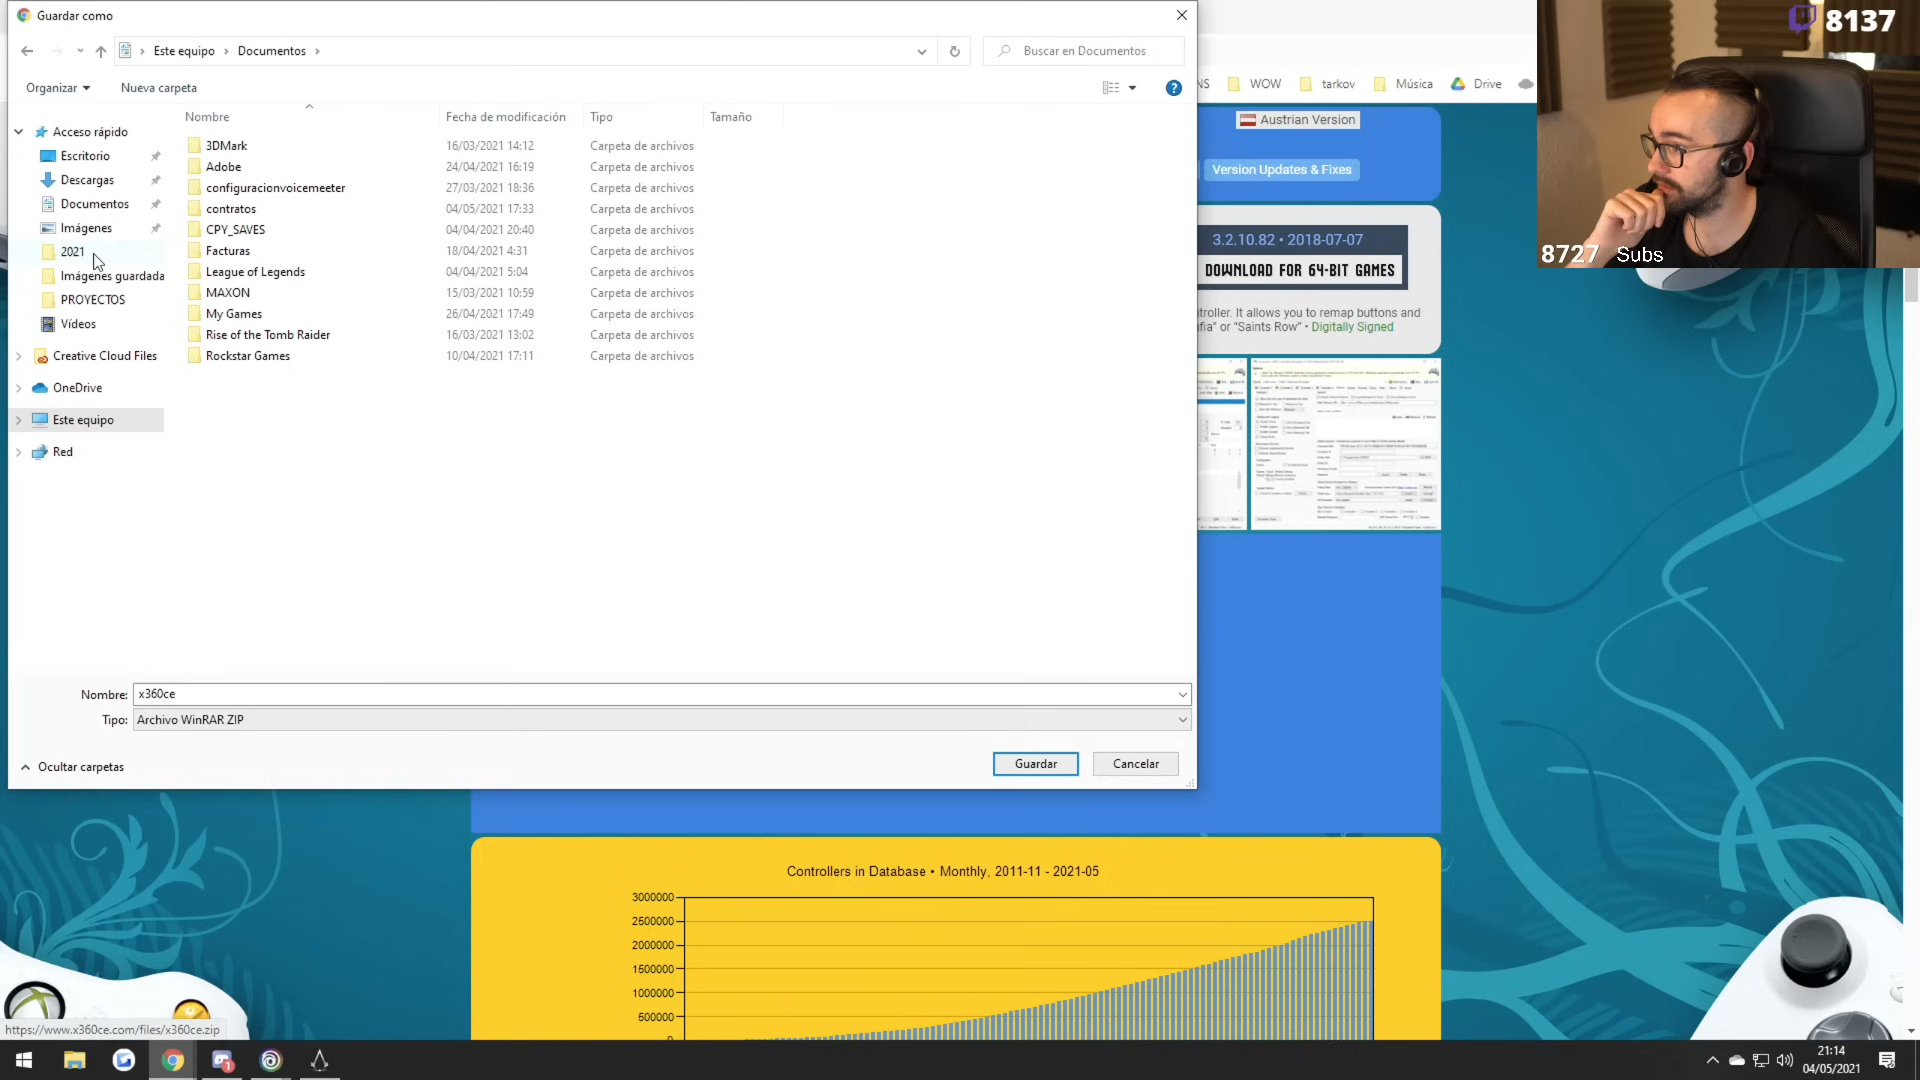 Guardar como
Este equipo
Documentos
Buscar en Documentos
Organizar
Nueva carpeta
Nombre
Fecha de modificación
Tipo
Tamaño
Acceso rápido
Escritorio
Descargas
Documentos
Imágenes
2021
Imágenes guardada
PROYECTOS
Vídeos
Creative Cloud Files
OneDrive
Este equipo
Red
3DMark 16/03/2021 14:12 Carpeta de archivos
Adobe 24/04/2021 16:19 Carpeta de archivos
configuracionvoicemeeter 27/03/2021 18:36 Carpeta de archivos
contratos 04/05/2021 17:33 Carpeta de archivos
CPY_SAVES 04/04/2021 20:40 Carpeta de archivos
Facturas 18/04/2021 4:31 Carpeta de archivos
League of Legends 04/04/2021 5:04 Carpeta de archivos
MAXON 15/03/2021 10:59 Carpeta de archivos
My Games 26/04/2021 17:49 Carpeta de archivos
Rise of the Tomb Raider 16/03/2021 13:02 Carpeta de archivos
Rockstar Games 10/04/2021 17:11 Carpeta de archivos
Nombre: x360ce
Tipo: Archivo WinRAR ZIP
Ocultar carpetas
Guardar
Cancelar
NS
WOW
tarkov
Música
Drive
Austrian Version
Version Updates & Fixes
3.2.10.82 • 2018-07-07
DOWNLOAD FOR 64-BIT GAMES
troller. It allows you to remap buttons and
fia" or "Saints Row" • Digitally Signed
8137
8727 Subs
Controllers in Database • Monthly, 2011-11 - 2021-05
3000000
2500000
2000000
1500000
1000000
500000
0
https://www.x360ce.com/files/x360ce.zip
1
21:14
04/05/2021